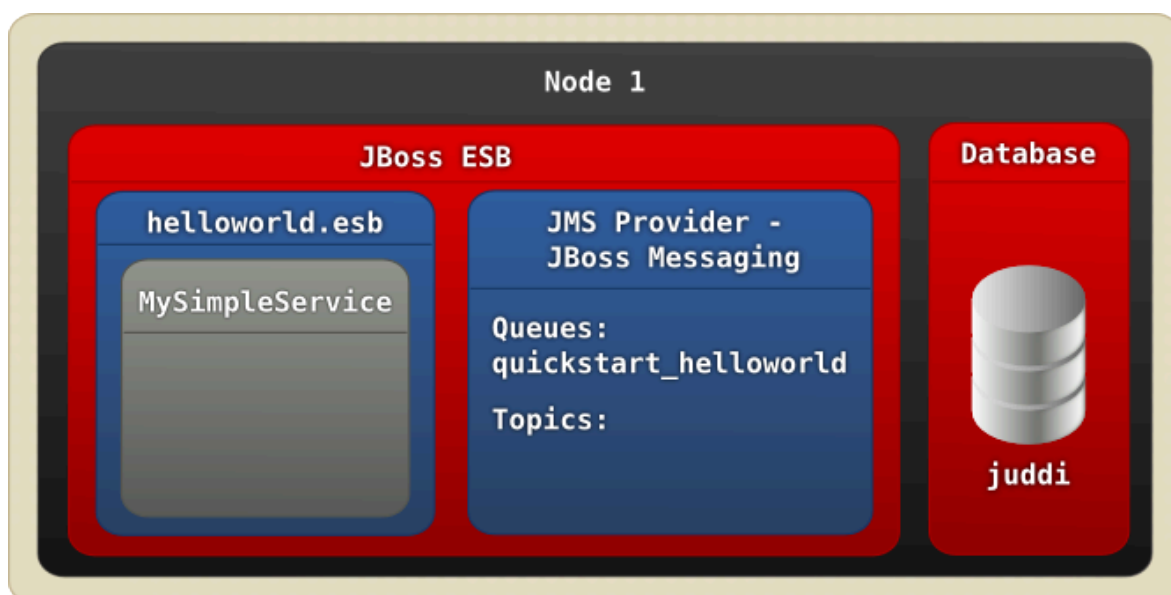 Node 1
JBoss ESB
helloworld.esb
MySimpleService
JMS Provider -
JBoss Messaging
Queues:
quickstart_helloworld
Topics:
Database
juddi